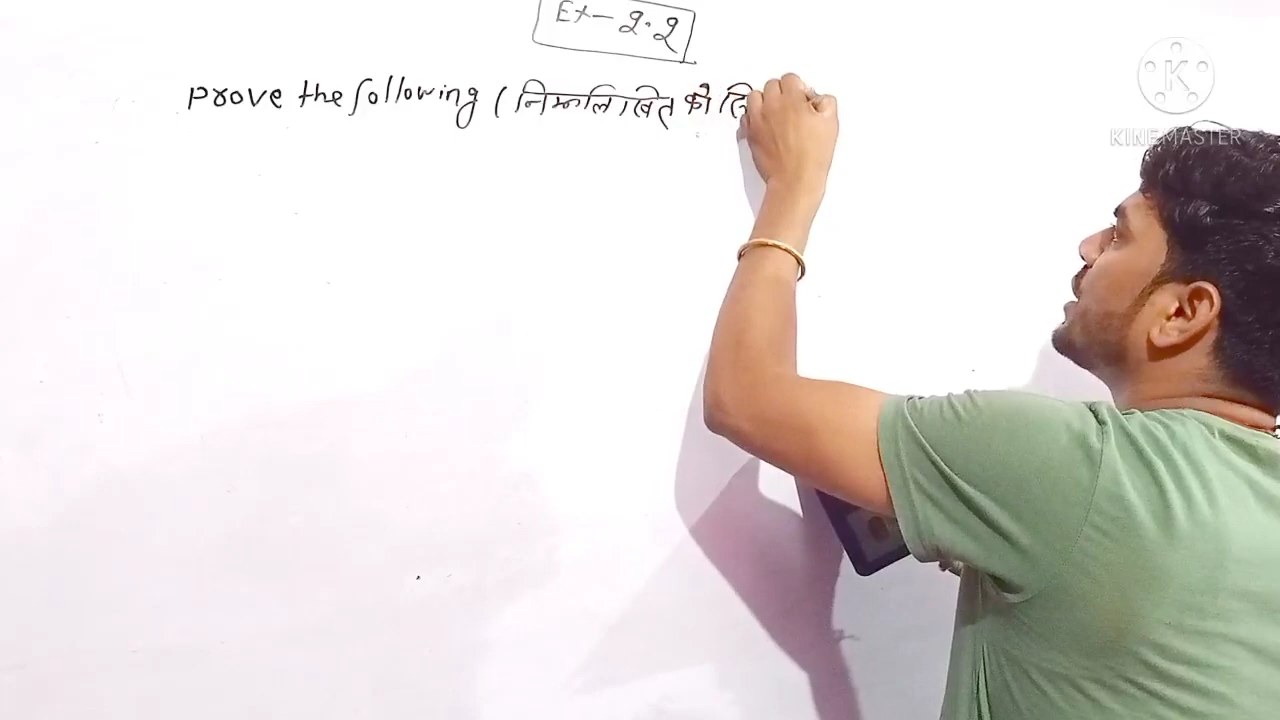 Ex- 2.2
Prove the following ( निम्नलिखित को
K
KINEMASTER